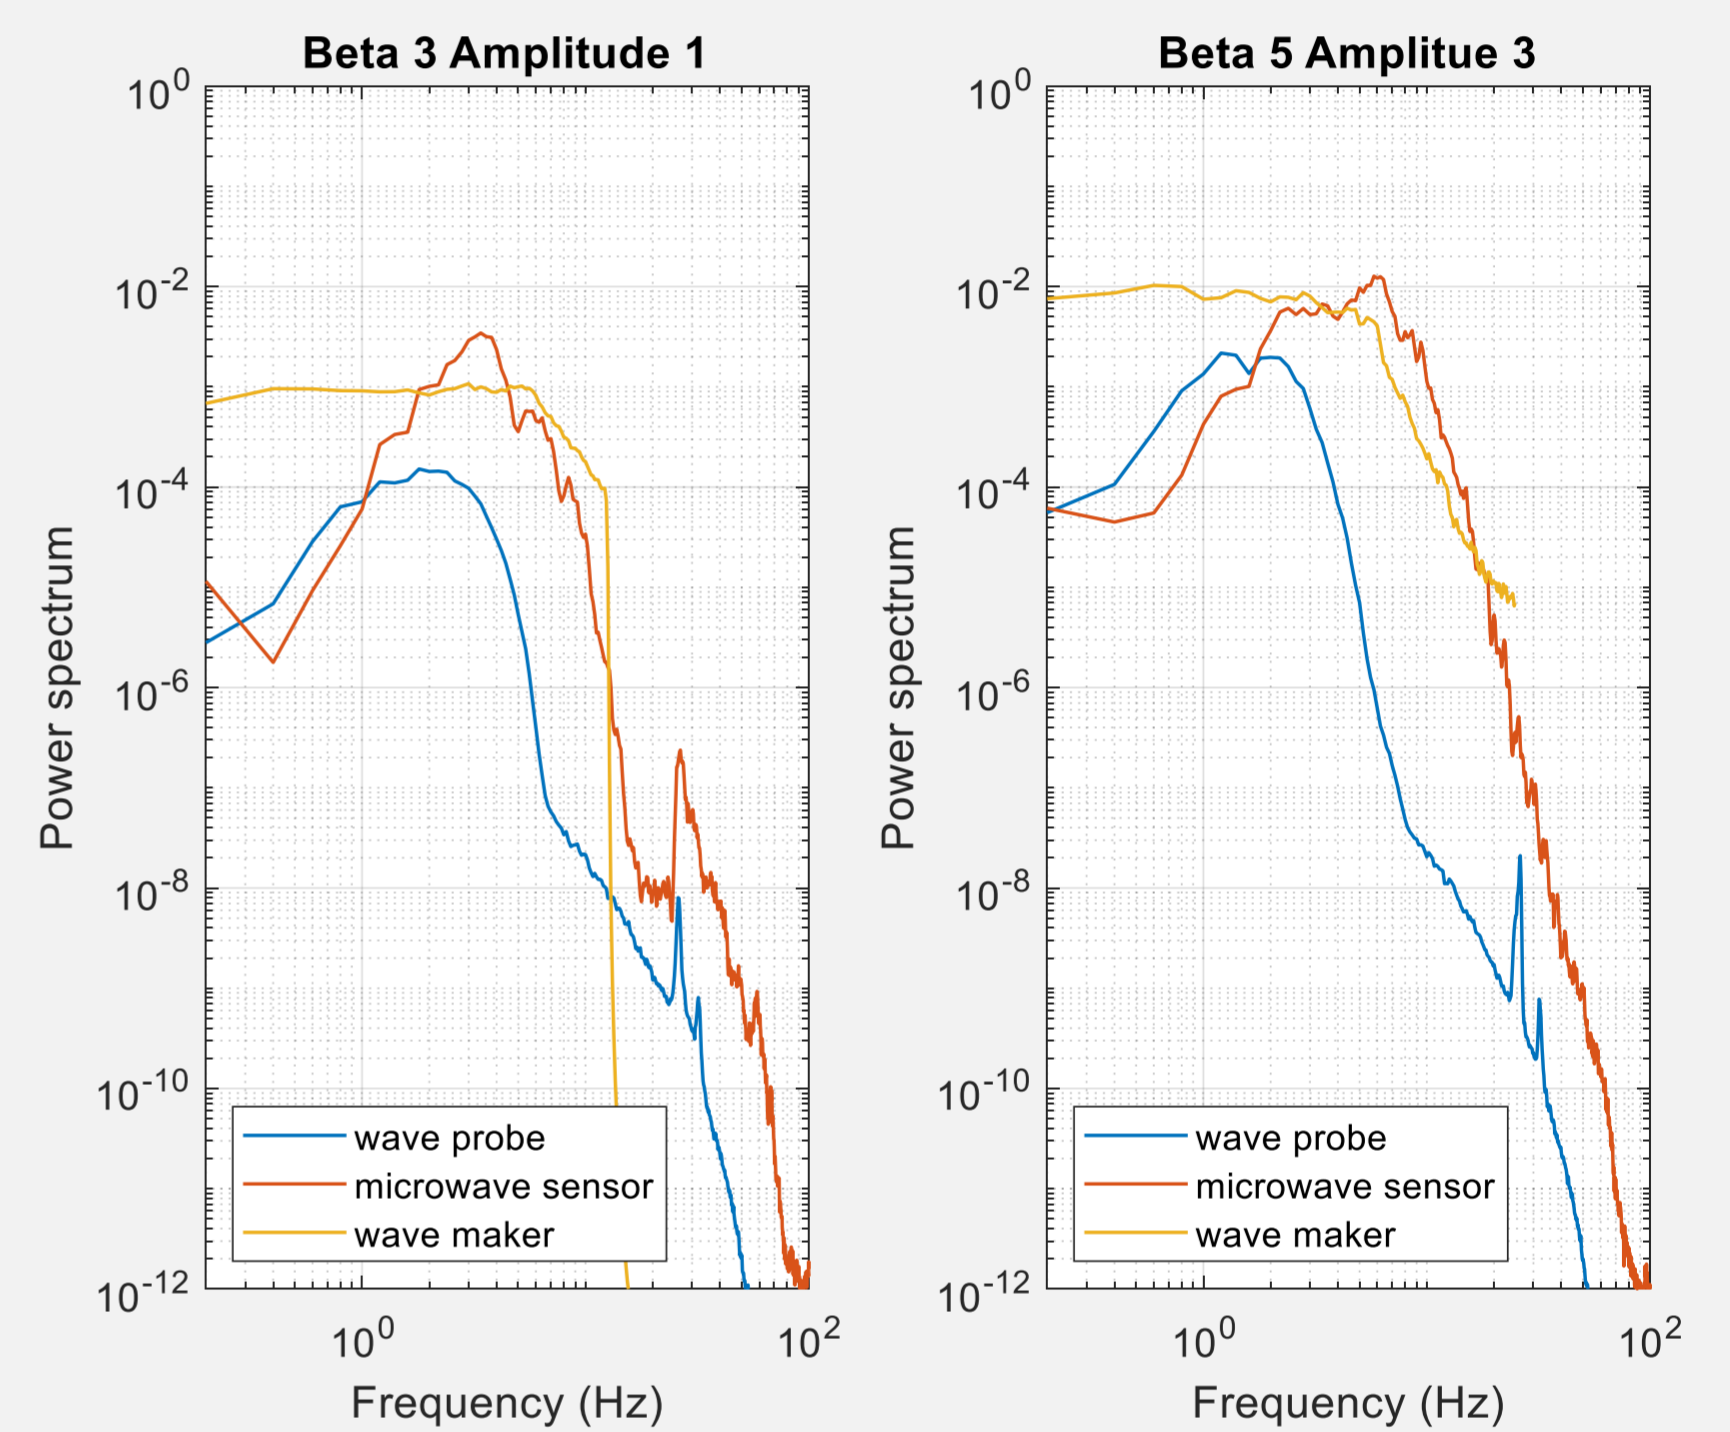 Beta 3 Amplitude 1
10^0
10^-2
10^-4
10^-6
10^-8
10^-10
10^-12
Power spectrum
wave probe
microwave sensor
wave maker
10^0 10^2
Frequency (Hz)
Beta 5 Amplitue 3
10^0
10^-2
10^-4
10^-6
10^-8
10^-10
10^-12
Power spectrum
wave probe
microwave sensor
wave maker
10^0 10^2
Frequency (Hz)